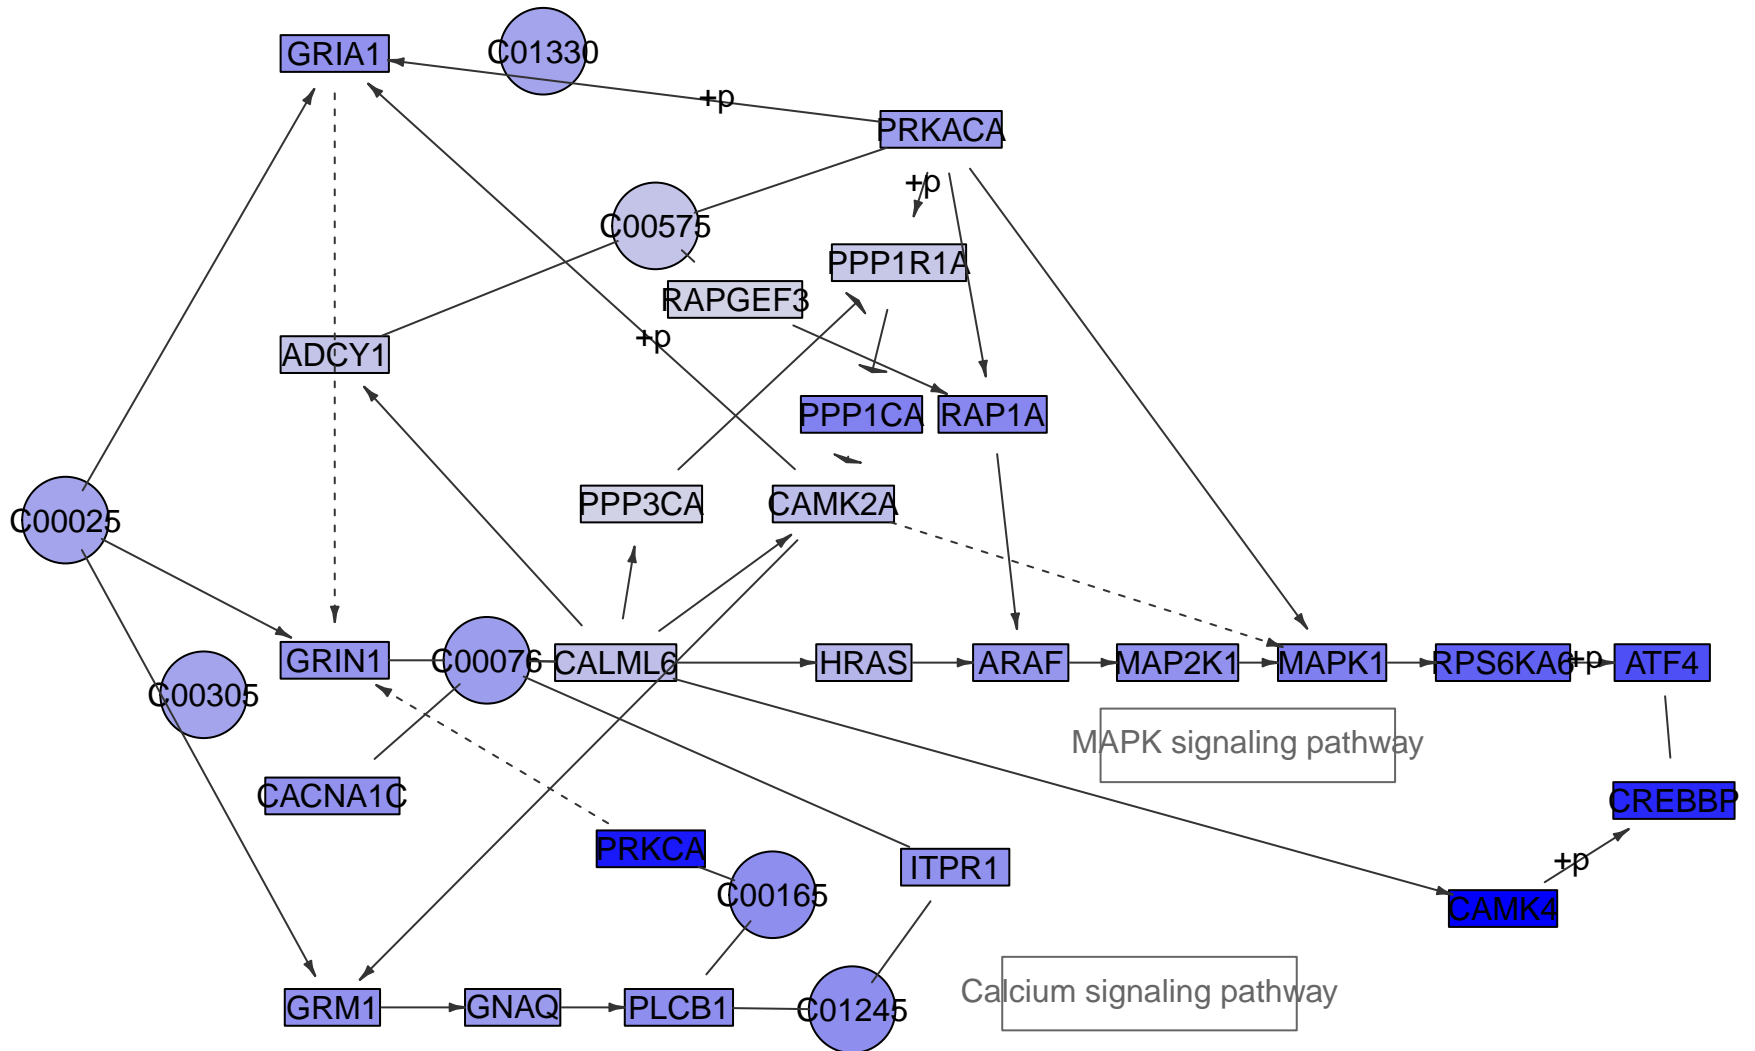 GRIA1
C01330
+p
PRKACA
+p
C00575
PPP1R1A
RAPGEF3
+p
ADCY1
PPP1CA
RAP1A
PPP3CA
CAMK2A
C00025
GRIN1
C00076
CALML6
HRAS
ARAF
MAP2K1
MAPK1
RPS6KA6
+p
ATF4
C00305
MAPK signaling pathway
CACNA1C
CREBBP
PRKCA
ITPR1
+p
C00165
CAMK4
Calcium signaling pathway
GRM1
GNAQ
PLCB1
C01245